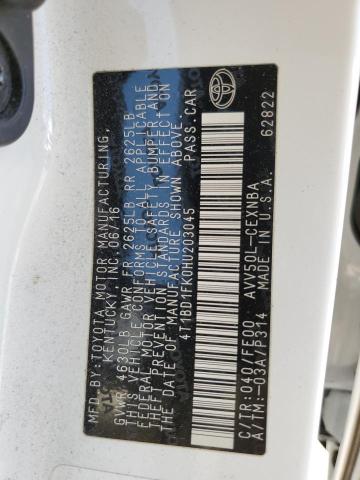 MFD. BY: TOYOTA MOTOR MANUFACTURING,
KENTUCKY, INC. 06/16
GVWR 4630LB GAWR FR 2625LB RR 2625LB
THIS VEHICLE CONFORMS TO ALL APPLICABLE
FEDERAL MOTOR VEHICLE SAFETY, BUMPER, AND
THEFT PREVENTION STANDARDS IN EFFECT ON
THE DATE OF MANUFACTURE SHOWN ABOVE.
4T1BD1FK0HU203045 PASS.CAR
C/TR: 040/FE00 AVV50L-CEXNBA
A/TM: -03A/P314 MADE IN U.S.A.
62822